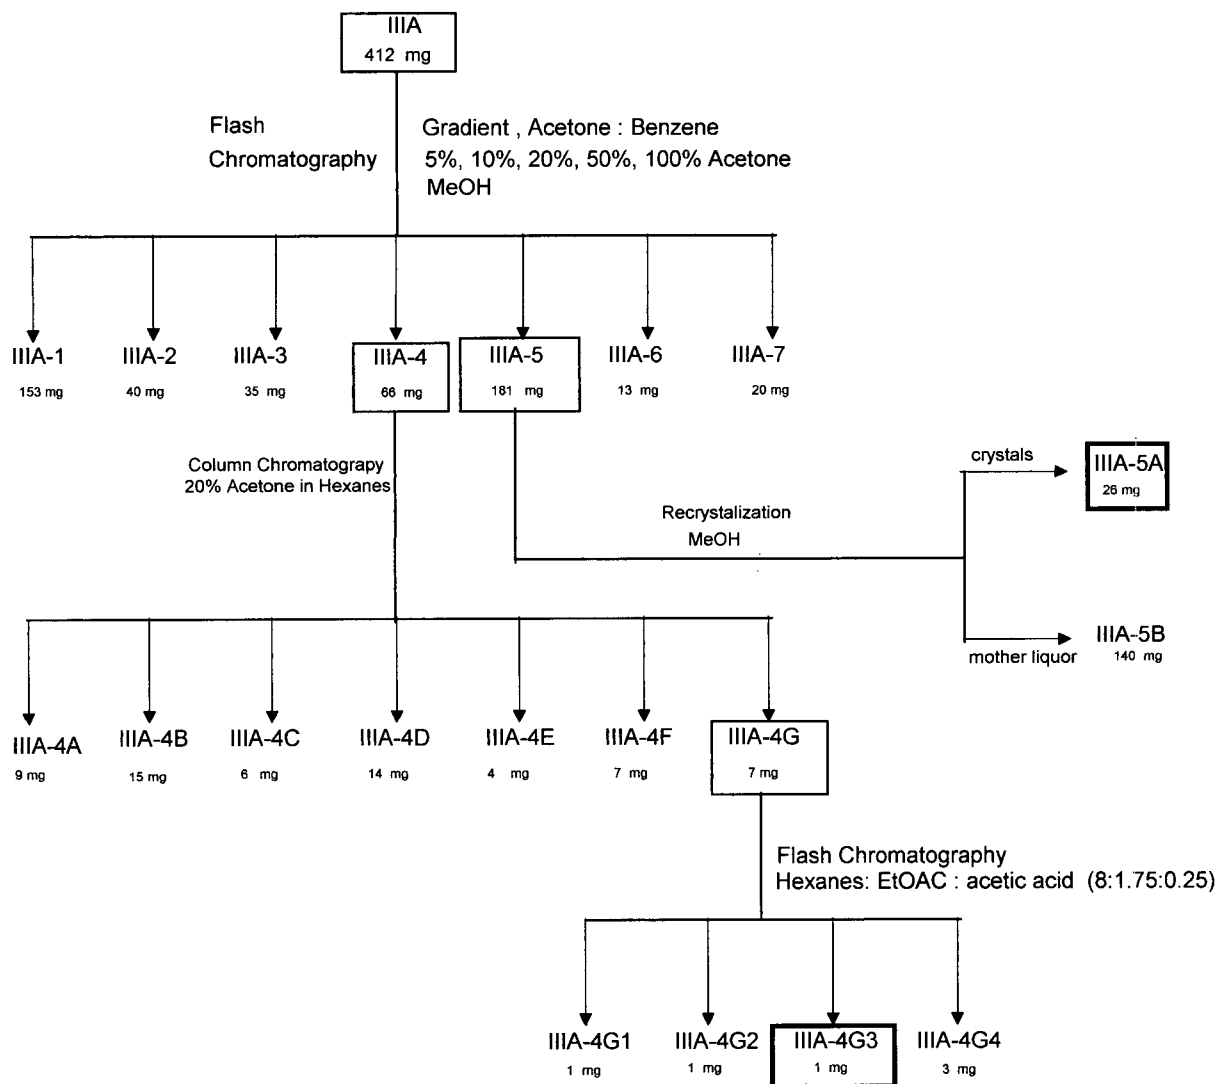 IIIA
412 mg
Flash
Chromatography
Gradient , Acetone : Benzene
5%, 10%, 20%, 50%, 100% Acetone
MeOH
IIIA-1
153 mg
IIIA-2
40 mg
IIIA-3
35 mg
IIIA-4
66 mg
IIIA-5
181 mg
IIIA-6
13 mg
IIIA-7
20 mg
Column Chromatograpy
20% Acetone in Hexanes
Recrystalization
MeOH
crystals
IIIA-5A
26 mg
mother liquor
IIIA-5B
140 mg
IIIA-4A
9 mg
IIIA-4B
15 mg
IIIA-4C
6 mg
IIIA-4D
14 mg
IIIA-4E
4 mg
IIIA-4F
7 mg
IIIA-4G
7 mg
Flash Chromatography
Hexanes: EtOAC : acetic acid (8:1.75:0.25)
IIIA-4G1
1 mg
IIIA-4G2
1 mg
IIIA-4G3
1 mg
IIIA-4G4
3 mg